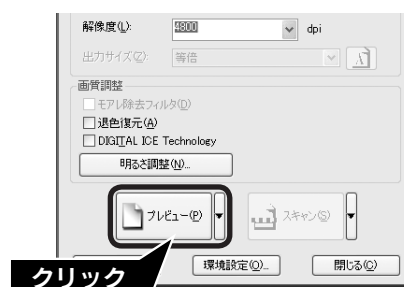 解像度(L): 4800 dpi
出力サイズ(Z): 等倍
画質調整
モアレ除去フィルタ(D)
退色復元(A)
DIGITAL ICE Technology
明るさ調整(N)...
プレビュー(P) スキャン(S)
環境設定(O)... 閉じる(C)
クリック